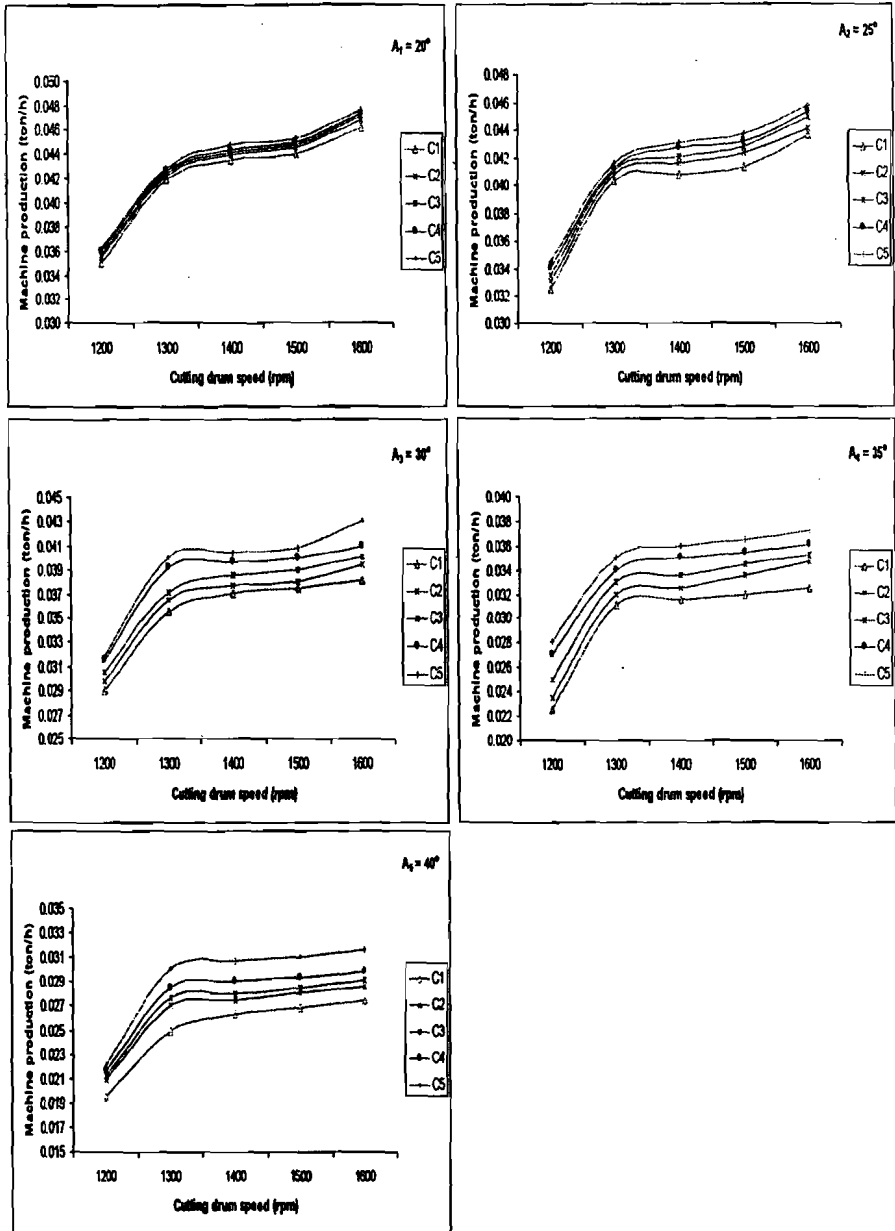 A₁ = 20°
Machine production (ton/h)
0.050
0.048
0.046
0.044
0.042
0.040
0.038
0.036
0.034
0.032
0.030
1200 1300 1400 1500 1600
Cutting drum speed (rpm)
C1
C2
C3
C4
C5
A₂ = 25°
Machine production (ton/h)
0.048
0.046
0.044
0.042
0.040
0.038
0.036
0.034
0.032
0.030
1200 1300 1400 1500 1600
Cutting drum speed (rpm)
C1
C2
C3
C4
C5
A₃ = 30°
Machine production (ton/h)
0.045
0.043
0.041
0.039
0.037
0.035
0.033
0.031
0.029
0.027
0.025
1200 1300 1400 1500 1600
Cutting drum speed (rpm)
C1
C2
C3
C4
C5
A₄ = 35°
Machine production (ton/h)
0.040
0.038
0.036
0.034
0.032
0.030
0.028
0.026
0.024
0.022
0.020
1200 1300 1400 1500 1600
Cutting drum speed (rpm)
C1
C2
C3
C4
C5
A₅ = 40°
Machine production (ton/h)
0.035
0.033
0.031
0.029
0.027
0.025
0.023
0.021
0.019
0.017
0.015
1200 1300 1400 1500 1600
Cutting drum speed (rpm)
C1
C2
C3
C4
C5